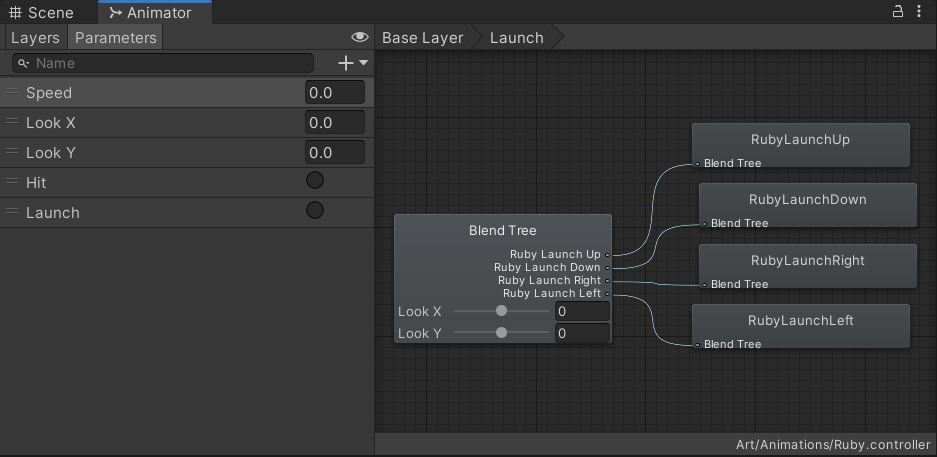 Scene Animator
Layers Parameters
Base Layer Launch
Name
Speed 0.0
Look X 0.0
Look Y 0.0
Hit
Launch
Blend Tree
Ruby Launch Up
Ruby Launch Down
Ruby Launch Right
Ruby Launch Left
Look X 0
Look Y 0
RubyLaunchUp
Blend Tree
RubyLaunchDown
Blend Tree
RubyLaunchRight
Blend Tree
RubyLaunchLeft
Blend Tree
Art/Animations/Ruby.controller